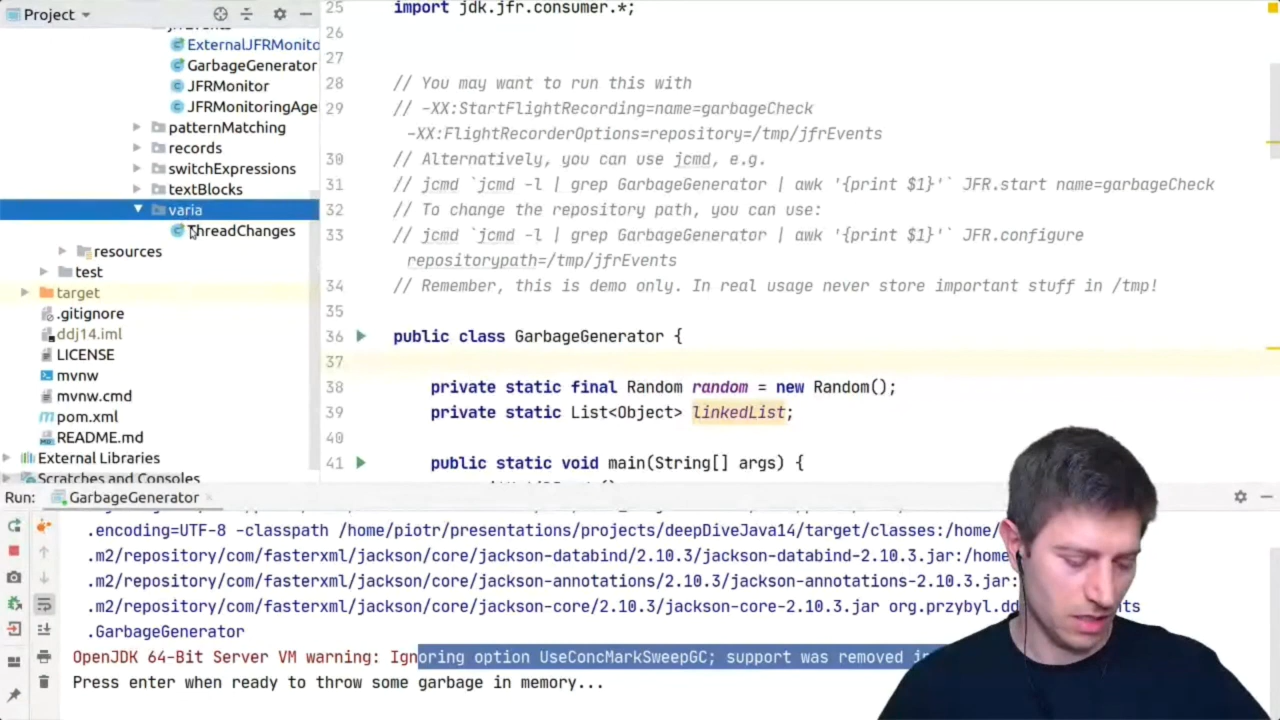 Project
ExternalJFRMonito
GarbageGenerator
JFRMonitor
JFRMonitoringAge
patternMatching
records
switchExpressions
textBlocks
varia
ThreadChanges
resources
test
target
.gitignore
ddj14.iml
LICENSE
mvnw
mvnw.cmd
pom.xml
README.md
External Libraries
Scratches and Consoles
25 import jdk.jfr.consumer.*;
26
27
28 // You may want to run this with
29 // -XX:StartFlightRecording=name=garbageCheck
-XX:FlightRecorderOptions=repository=/tmp/jfrEvents
30 // Alternatively, you can use jcmd, e.g.
31 // jcmd `jcmd -l | grep GarbageGenerator | awk '{print $1}'` JFR.start name=garbageCheck
32 // To change the repository path, you can use:
33 // jcmd `jcmd -l | grep GarbageGenerator | awk '{print $1}'` JFR.configure
repositorypath=/tmp/jfrEvents
34 // Remember, this is demo only. In real usage never store important stuff in /tmp!
35
36 public class GarbageGenerator {
37
38 private static final Random random = new Random();
39 private static List<Object> linkedList;
40
41 public static void main(String[] args) {
Run: GarbageGenerator
.encoding=UTF-8 -classpath /home/piotr/presentations/projects/deepDiveJava14/target/classes:/home/
.m2/repository/com/fasterxml/jackson/core/jackson-databind/2.10.3/jackson-databind-2.10.3.jar:/home
.m2/repository/com/fasterxml/jackson/core/jackson-annotations/2.10.3/jackson-annotations-2.10.3.jar:
.m2/repository/com/fasterxml/jackson/core/jackson-core/2.10.3/jackson-core-2.10.3.jar org.przybyl.dd nts
.GarbageGenerator
OpenJDK 64-Bit Server VM warning: Ignoring option UseConcMarkSweepGC; support was removed in
Press enter when ready to throw some garbage in memory...